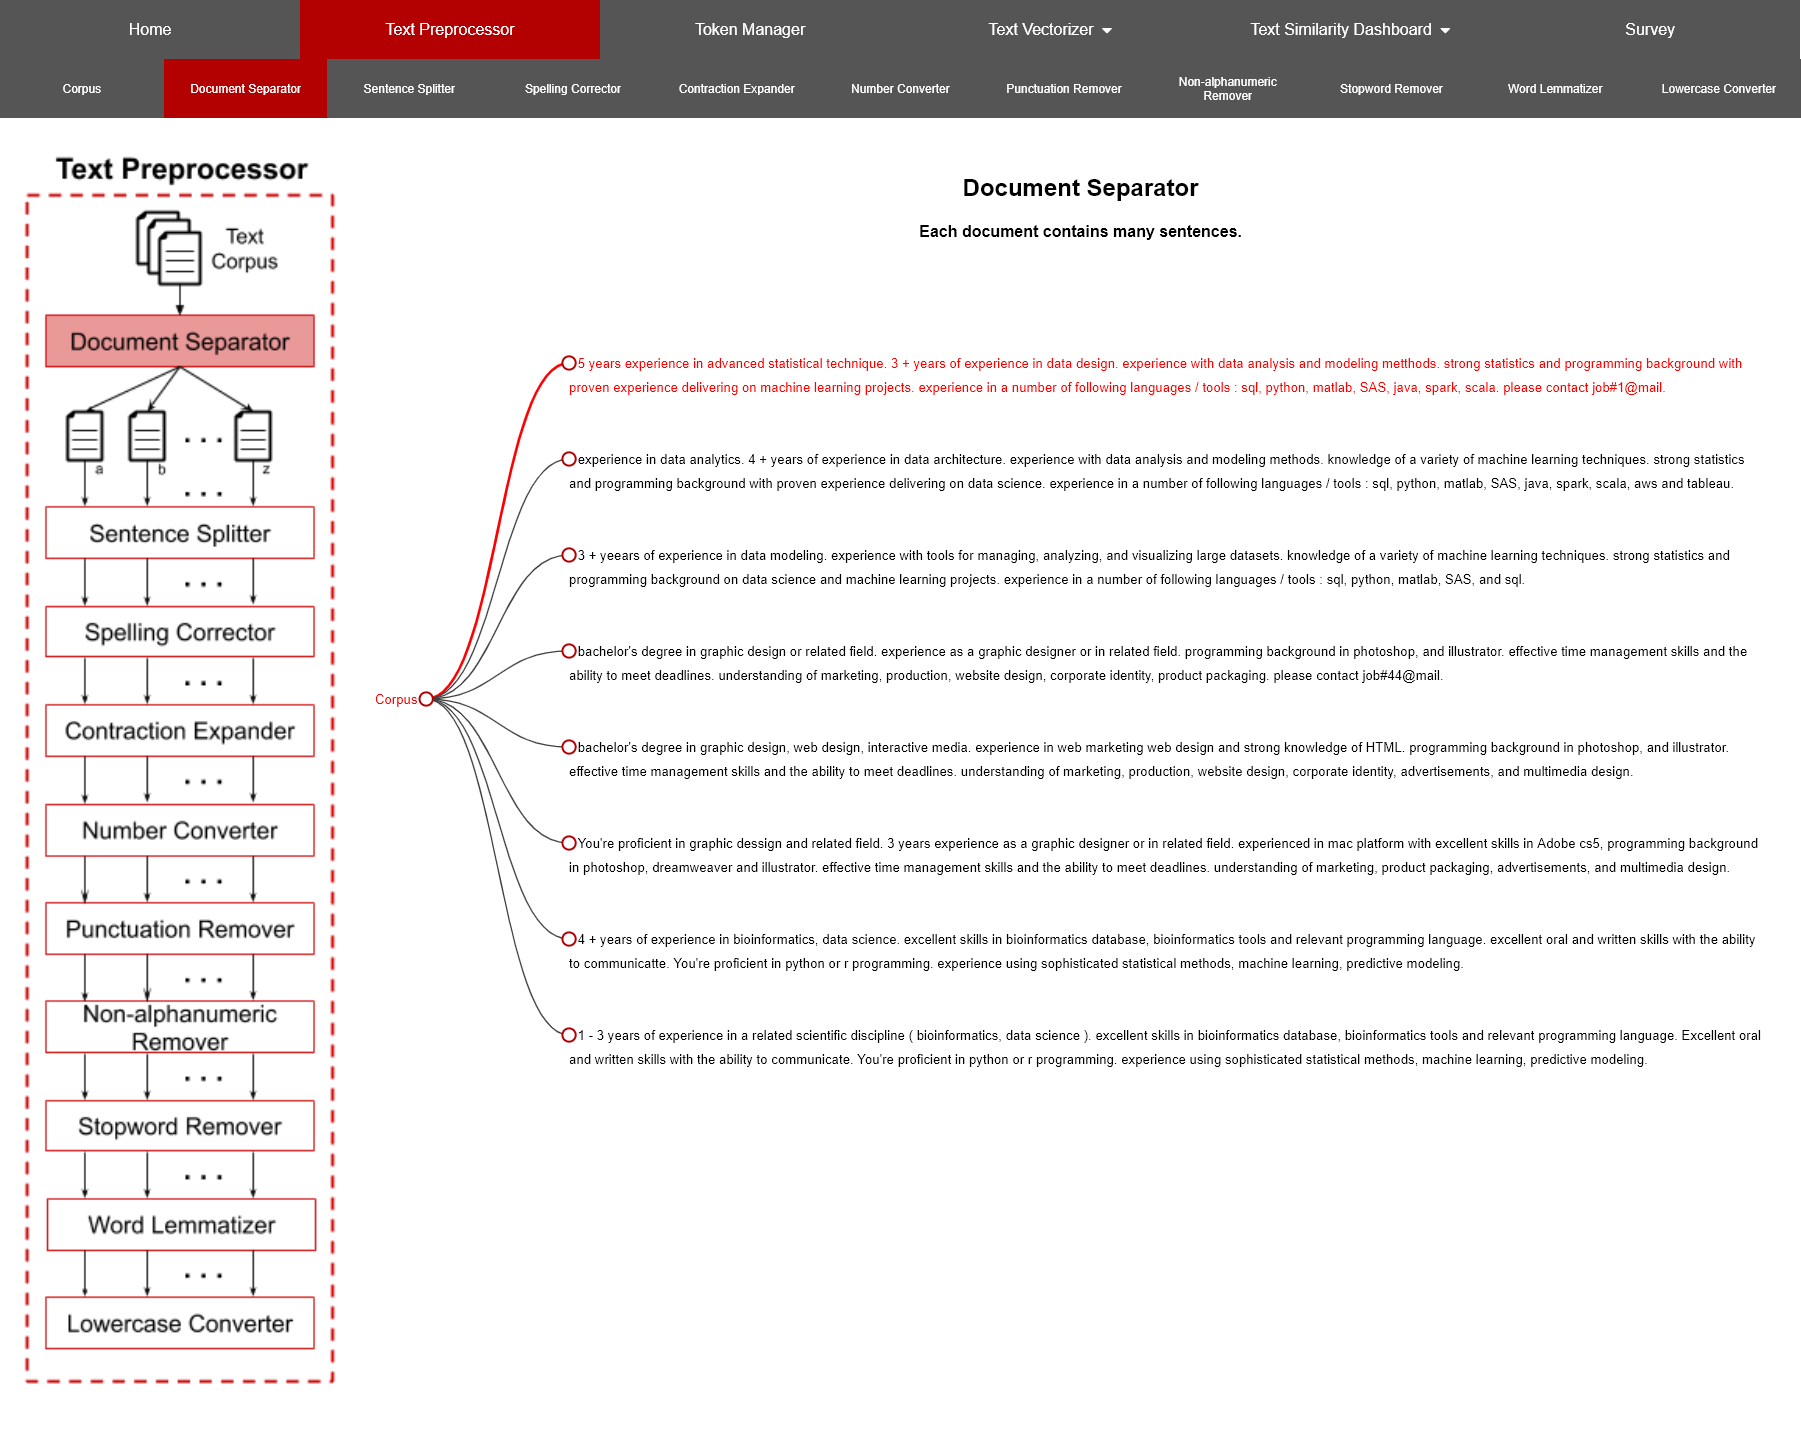 Home
Text Preprocessor
Token Manager
Text Vectorizer
Text Similarity Dashboard
Survey
Corpus
Document Separator
Sentence Splitter
Spelling Corrector
Contraction Expander
Number Converter
Punctuation Remover
Non-alphanumeric
Remover
Stopword Remover
Word Lemmatizer
Lowercase Converter
Text Preprocessor
Text
Corpus
Document Separator
a
b
z
Sentence Splitter
Spelling Corrector
Contraction Expander
Number Converter
Punctuation Remover
Non-alphanumeric
Remover
Stopword Remover
Word Lemmatizer
Lowercase Converter
Document Separator
Each document contains many sentences.
Corpus
5 years experience in advanced statistical technique. 3 + years of experience in data design. experience with data analysis and modeling metthods. strong statistics and programming background with
proven experience delivering on machine learning projects. experience in a number of following languages / tools : sql, python, matlab, SAS, java, spark, scala. please contact job#1@mail.
experience in data analytics. 4 + years of experience in data architecture. experience with data analysis and modeling methods. knowledge of a variety of machine learning techniques. strong statistics
and programming background with proven experience delivering on data science. experience in a number of following languages / tools : sql, python, matlab, SAS, java, spark, scala, aws and tableau.
3 + yeears of experience in data modeling. experience with tools for managing, analyzing, and visualizing large datasets. knowledge of a variety of machine learning techniques. strong statistics and
programming background on data science and machine learning projects. experience in a number of following languages / tools : sql, python, matlab, SAS, and sql.
bachelor's degree in graphic design or related field. experience as a graphic designer or in related field. programming background in photoshop, and illustrator. effective time management skills and the
ability to meet deadlines. understanding of marketing, production, website design, corporate identity, product packaging. please contact job#44@mail.
bachelor's degree in graphic design, web design, interactive media. experience in web marketing web design and strong knowledge of HTML. programming background in photoshop, and illustrator.
effective time management skills and the ability to meet deadlines. understanding of marketing, production, website design, corporate identity, advertisements, and multimedia design.
You're proficient in graphic dessign and related field. 3 years experience as a graphic designer or in related field. experienced in mac platform with excellent skills in Adobe cs5, programming background
in photoshop, dreamweaver and illustrator. effective time management skills and the ability to meet deadlines. understanding of marketing, product packaging, advertisements, and multimedia design.
4 + years of experience in bioinformatics, data science. excellent skills in bioinformatics database, bioinformatics tools and relevant programming language. excellent oral and written skills with the ability
to communicatte. You're proficient in python or r programming. experience using sophisticated statistical methods, machine learning, predictive modeling.
1 - 3 years of experience in a related scientific discipline ( bioinformatics, data science ). excellent skills in bioinformatics database, bioinformatics tools and relevant programming language. Excellent oral
and written skills with the ability to communicate. You're proficient in python or r programming. experience using sophisticated statistical methods, machine learning, predictive modeling.